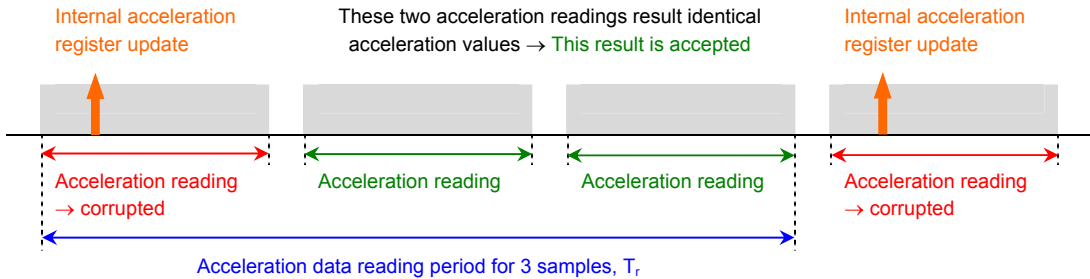 Internal acceleration
register update
These two acceleration readings result identical
acceleration values → This result is accepted
Internal acceleration
register update
Acceleration reading
→ corrupted
Acceleration reading
Acceleration reading
Acceleration reading
→ corrupted
Acceleration data reading period for 3 samples, Tr